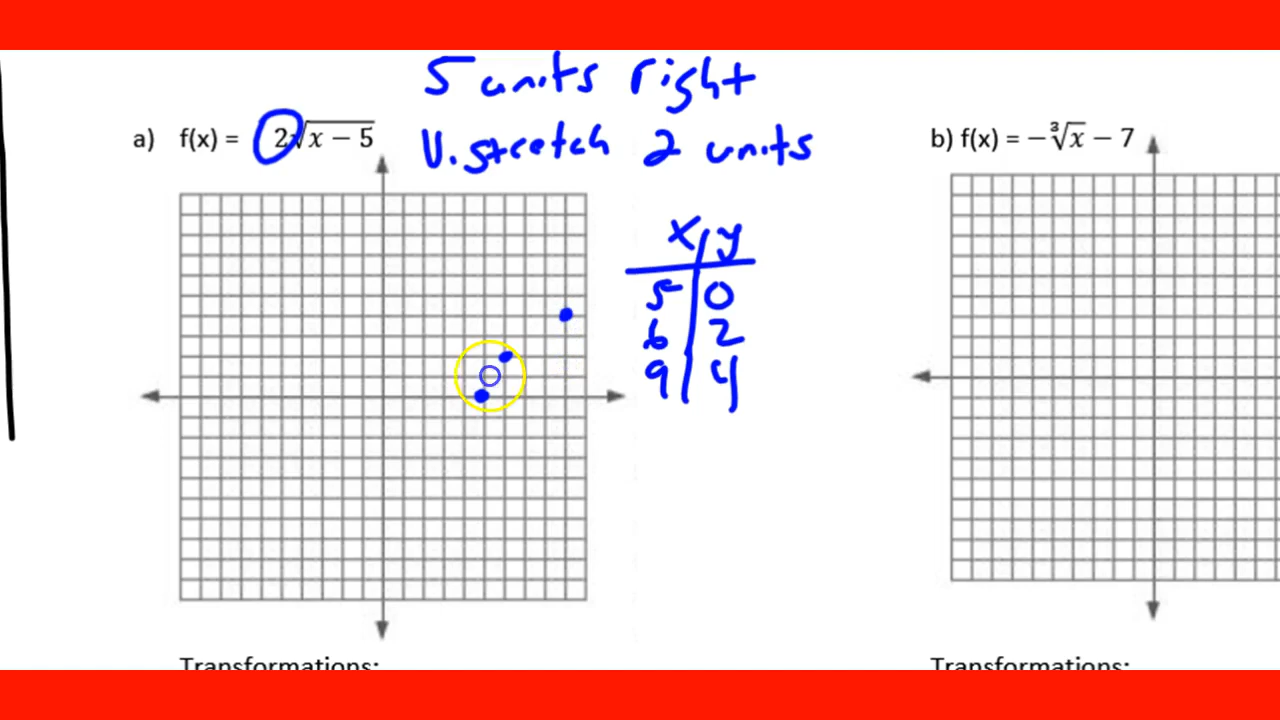 5 units right
a) f(x) = 2√x − 5
V. stretch 2 units
b) f(x) = −∛x − 7
x y
5 0
6 2
9 4
Transformations:
Transformations: